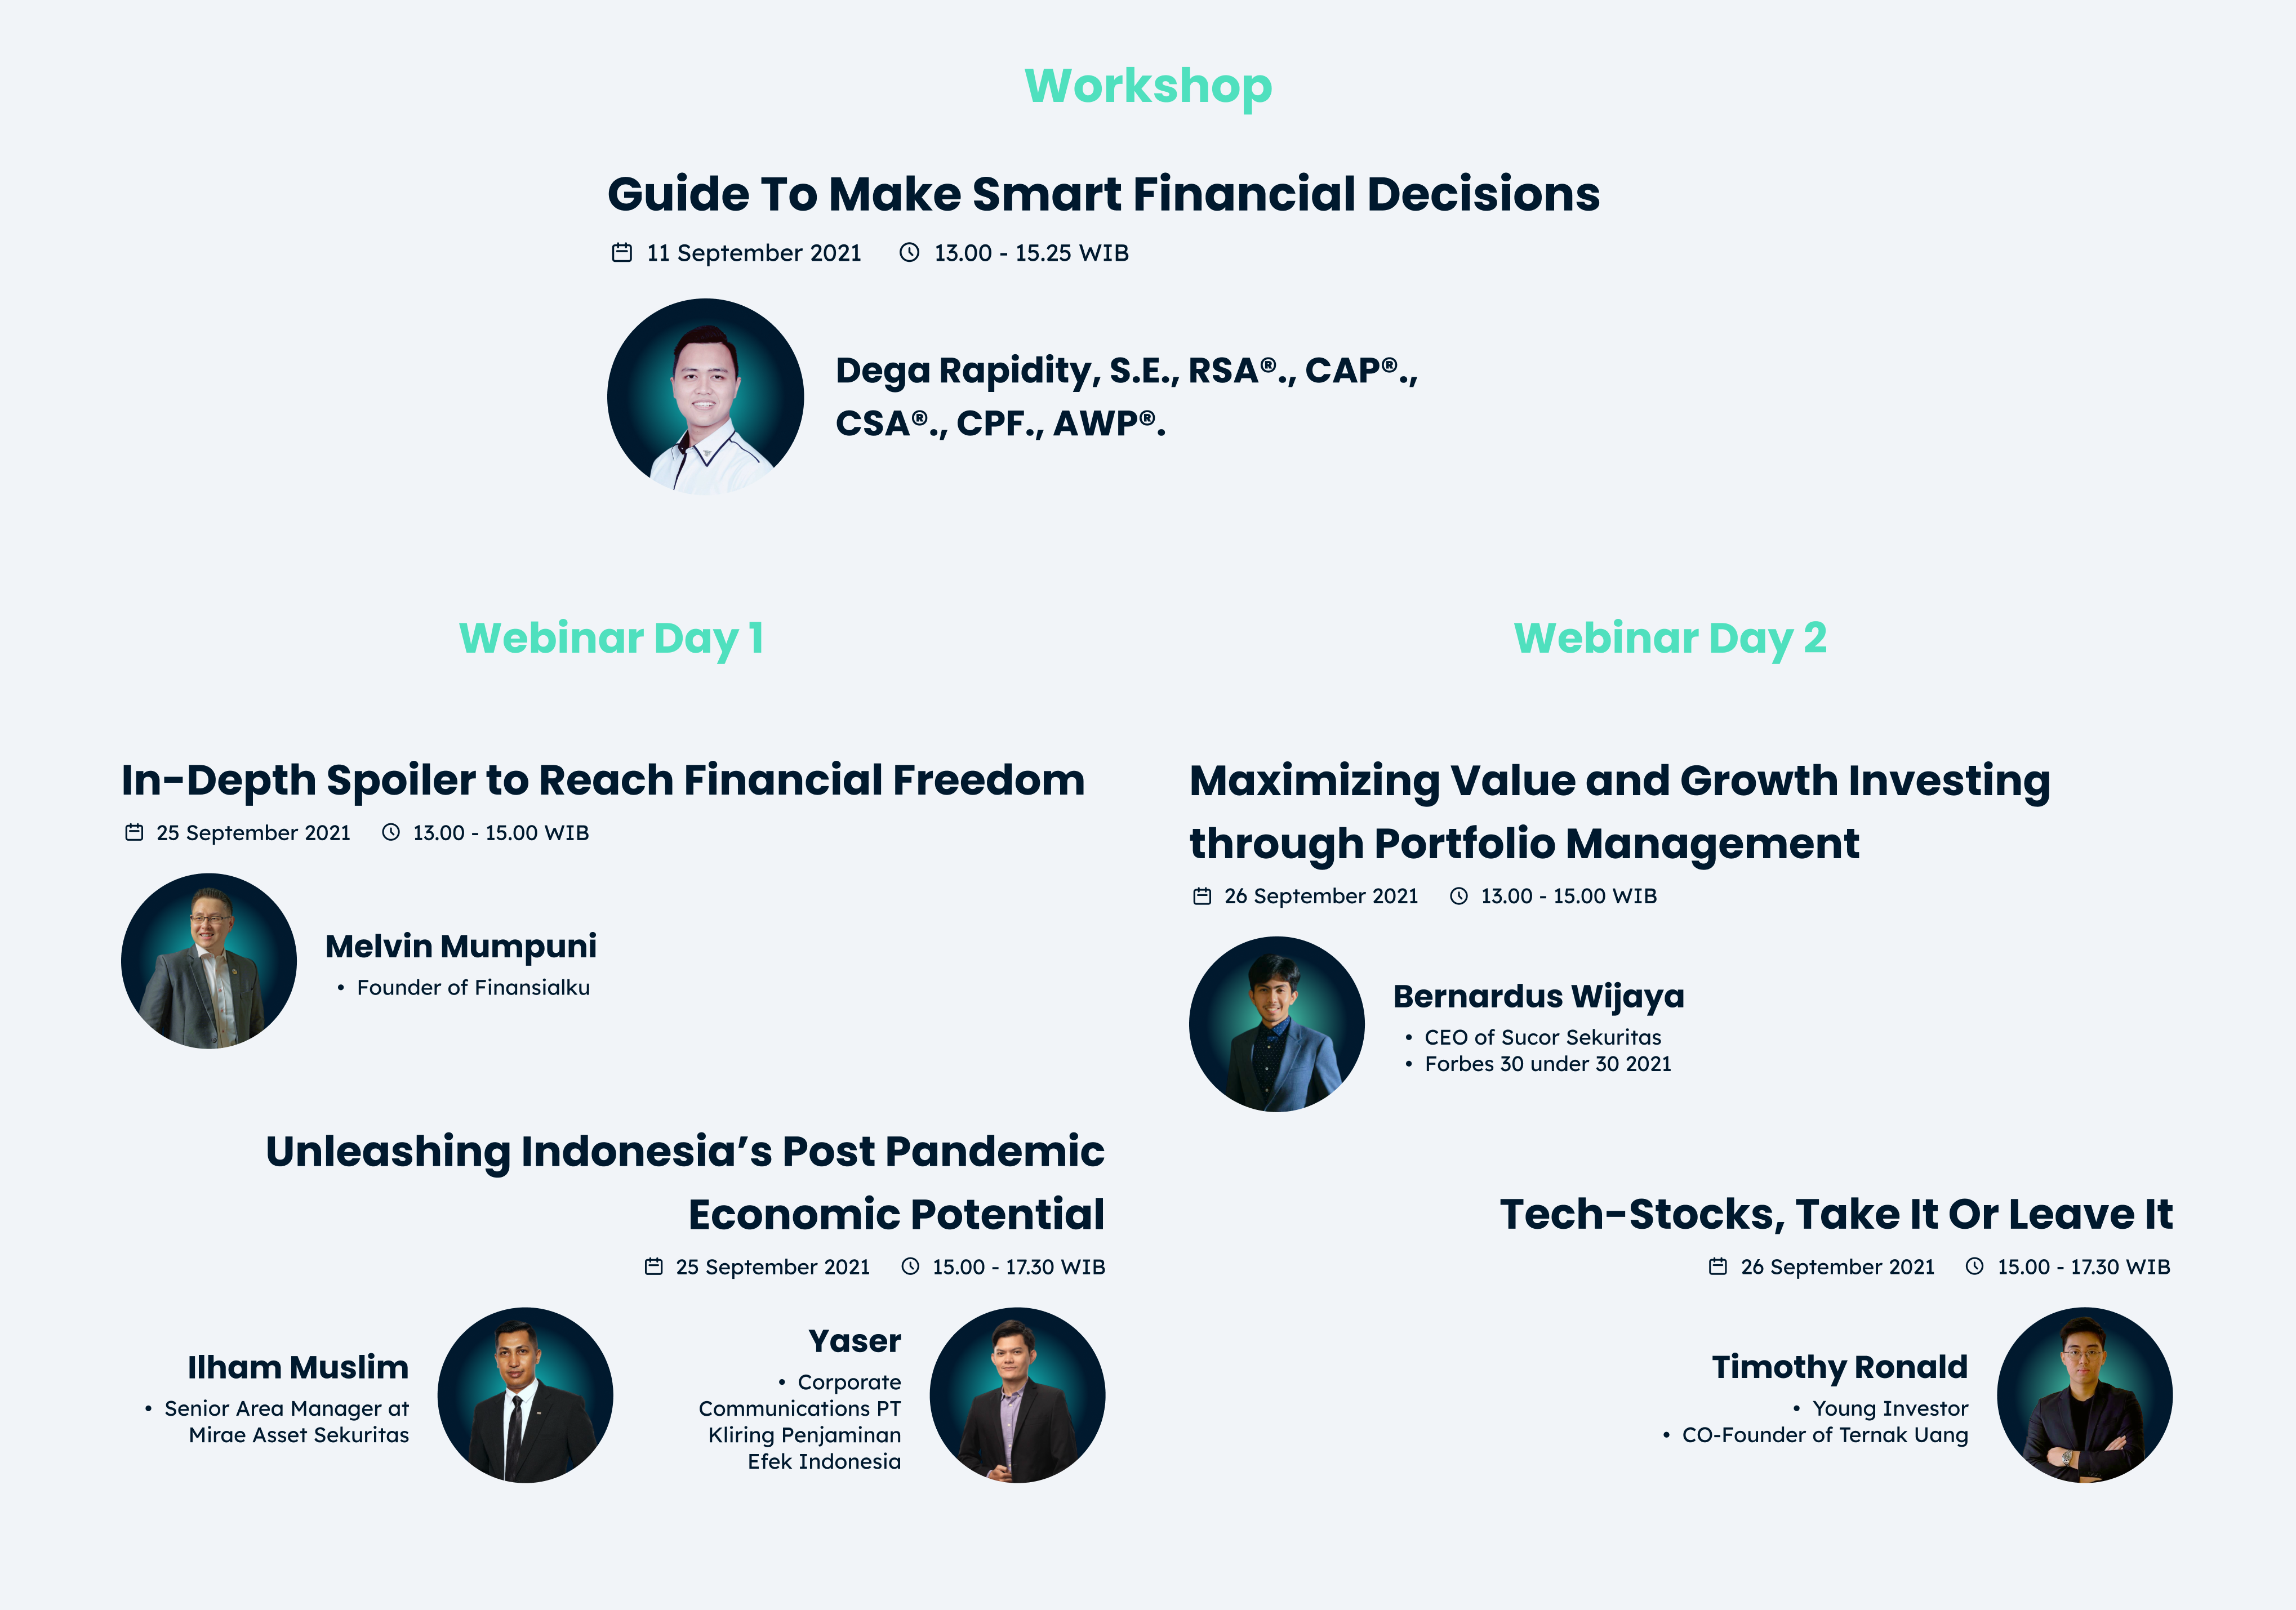 Workshop
Guide To Make Smart Financial Decisions
11 September 2021 13.00 - 15.25 WIB
Dega Rapidity, S.E., RSA®., CAP®.,
CSA®., CPF., AWP®.
Webinar Day 1
In-Depth Spoiler to Reach Financial Freedom
25 September 2021 13.00 - 15.00 WIB
Melvin Mumpuni
• Founder of Finansialku
Unleashing Indonesia’s Post Pandemic
Economic Potential
25 September 2021 15.00 - 17.30 WIB
Ilham Muslim
• Senior Area Manager at
Mirae Asset Sekuritas
Yaser
• Corporate
Communications PT
Kliring Penjaminan
Efek Indonesia
Webinar Day 2
Maximizing Value and Growth Investing
through Portfolio Management
26 September 2021 13.00 - 15.00 WIB
Bernardus Wijaya
• CEO of Sucor Sekuritas
• Forbes 30 under 30 2021
Tech-Stocks, Take It Or Leave It
26 September 2021 15.00 - 17.30 WIB
Timothy Ronald
• Young Investor
• CO-Founder of Ternak Uang